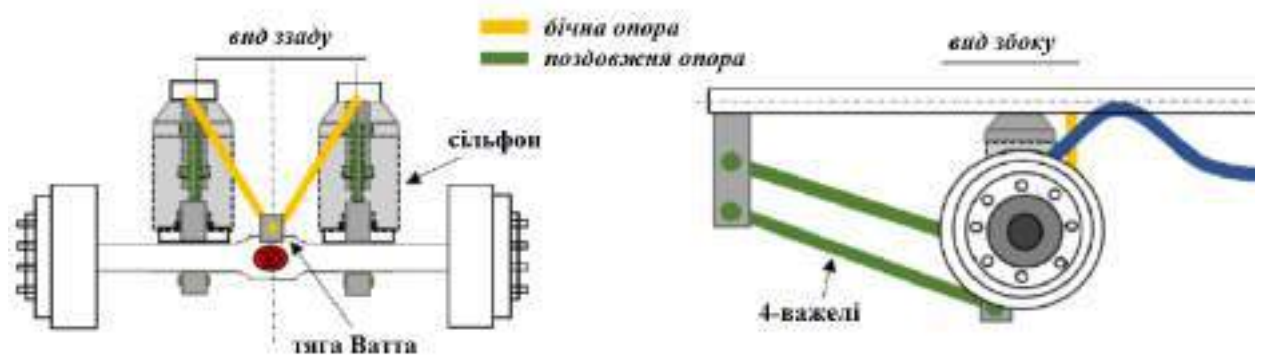 вид ззаду
бічна опора
поздовжня опора
вид збоку
сільфон
4-важелі
тяга Ватта